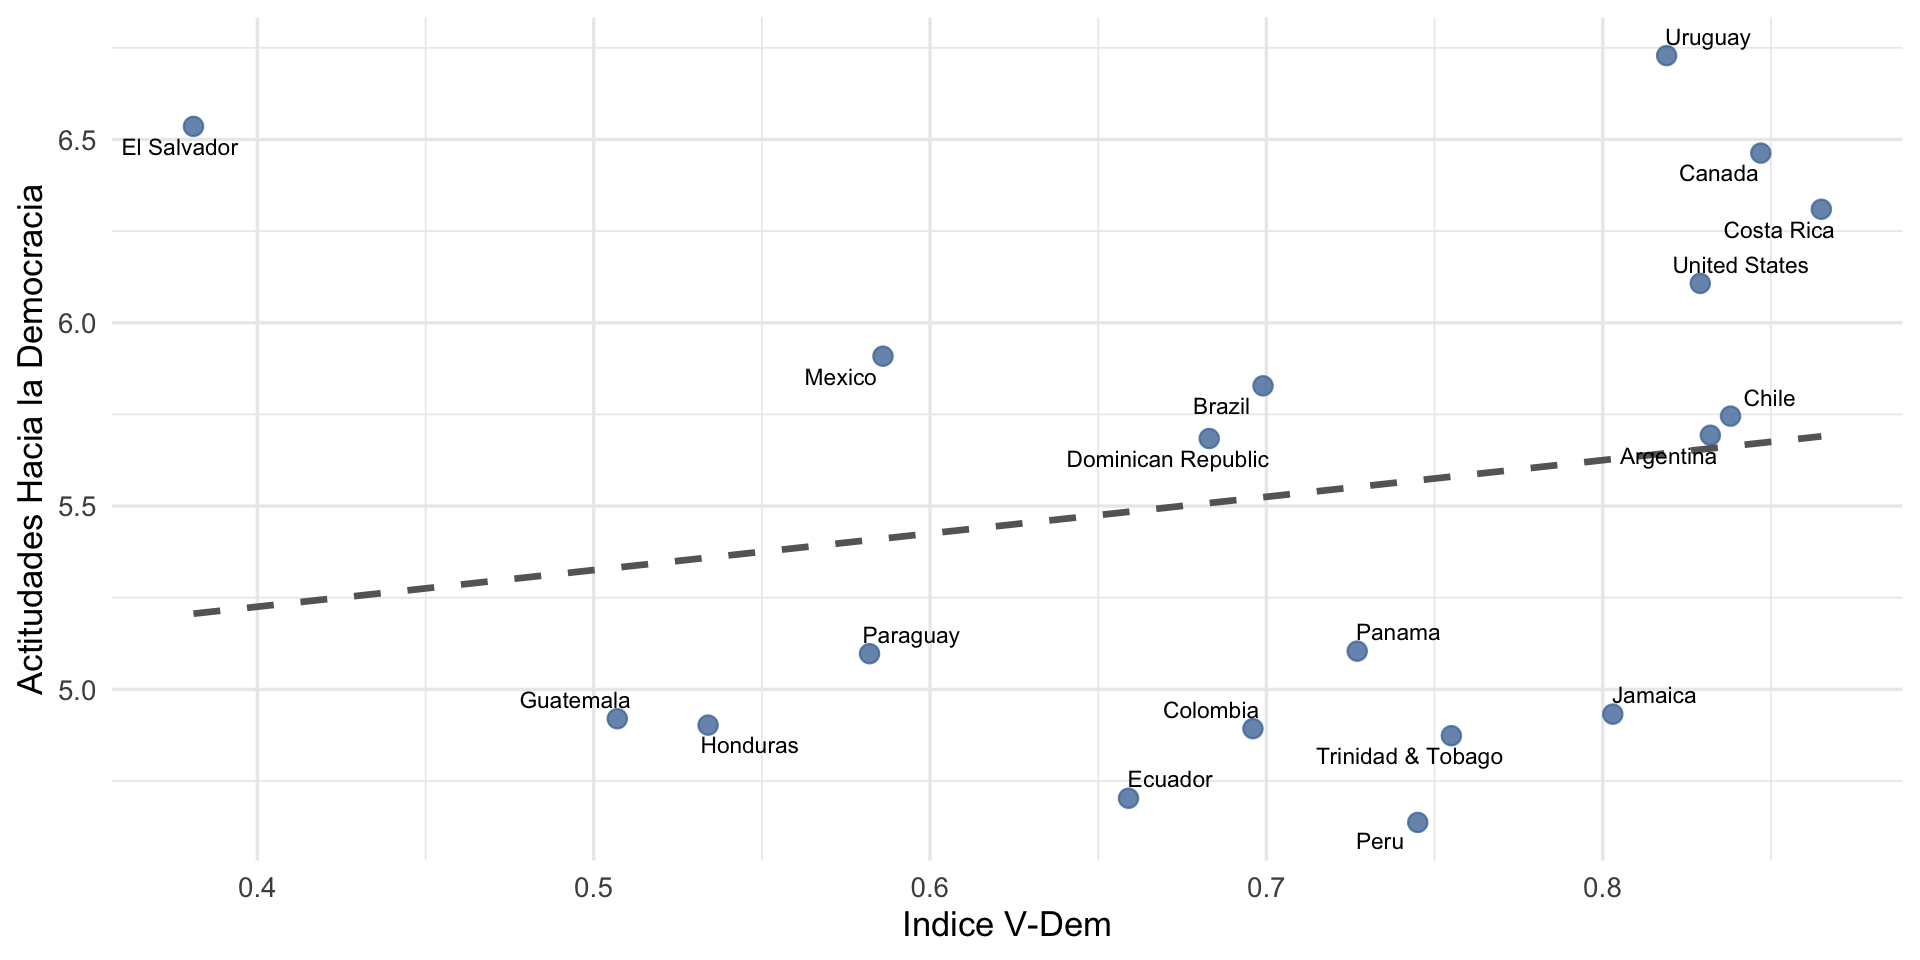 Uruguay
6.5
El Salvador
Canada
Costa Rica
United States
6.0
Mexico
Brazil
Chile
Dominican Republic
Argentina
5.5
Paraguay
Panama
5.0
Guatemala
Jamaica
Colombia
Honduras
Trinidad & Tobago
Ecuador
Peru
0.4
0.5
0.6
0.7
0.8
Indice V-Dem
Actitudades Hacia la Democracia